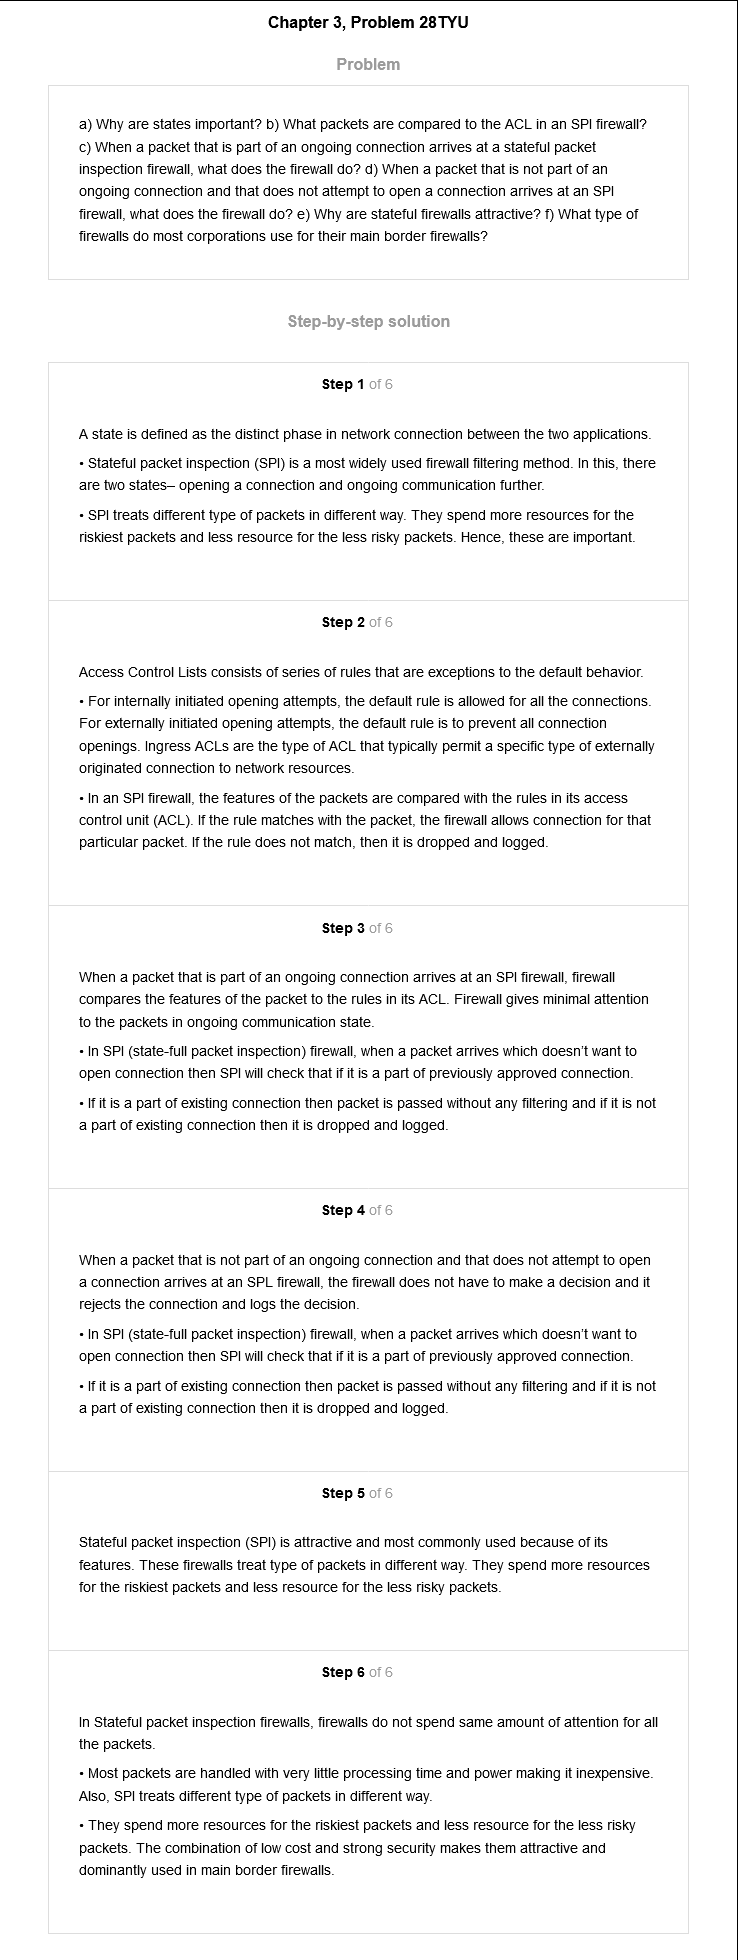 Chapter 3, Problem 28TYU
Problem
a) Why are states important? b) What packets are compared to the ACL in an SPI firewall?
c) When a packet that is part of an ongoing connection arrives at a stateful packet
inspection firewall, what does the firewall do? d) When a packet that is not part of an
ongoing connection and that does not attempt to open a connection arrives at an SPI
firewall, what does the firewall do? e) Why are stateful firewalls attractive? f) What type of
firewalls do most corporations use for their main border firewalls?
Step-by-step solution
Step 1 of 6
A state is defined as the distinct phase in network connection between the two applications.
• Stateful packet inspection (SPI) is a most widely used firewall filtering method. In this, there
are two states– opening a connection and ongoing communication further.
• SPI treats different type of packets in different way. They spend more resources for the
riskiest packets and less resource for the less risky packets. Hence, these are important.
Step 2 of 6
Access Control Lists consists of series of rules that are exceptions to the default behavior.
• For internally initiated opening attempts, the default rule is allowed for all the connections.
For externally initiated opening attempts, the default rule is to prevent all connection
openings. Ingress ACLs are the type of ACL that typically permit a specific type of externally
originated connection to network resources.
• In an SPI firewall, the features of the packets are compared with the rules in its access
control unit (ACL). If the rule matches with the packet, the firewall allows connection for that
particular packet. If the rule does not match, then it is dropped and logged.
Step 3 of 6
When a packet that is part of an ongoing connection arrives at an SPI firewall, firewall
compares the features of the packet to the rules in its ACL. Firewall gives minimal attention
to the packets in ongoing communication state.
• In SPI (state-full packet inspection) firewall, when a packet arrives which doesn't want to
open connection then SPI will check that if it is a part of previously approved connection.
• If it is a part of existing connection then packet is passed without any filtering and if it is not
a part of existing connection then it is dropped and logged.
Step 4 of 6
When a packet that is not part of an ongoing connection and that does not attempt to open
a connection arrives at an SPL firewall, the firewall does not have to make a decision and it
rejects the connection and logs the decision.
• In SPI (state-full packet inspection) firewall, when a packet arrives which doesn't want to
open connection then SPI will check that if it is a part of previously approved connection.
• If it is a part of existing connection then packet is passed without any filtering and if it is not
a part of existing connection then it is dropped and logged.
Step 5 of 6
Stateful packet inspection (SPI) is attractive and most commonly used because of its
features. These firewalls treat type of packets in different way. They spend more resources
for the riskiest packets and less resource for the less risky packets.
Step 6 of 6
In Stateful packet inspection firewalls, firewalls do not spend same amount of attention for all
the packets.
• Most packets are handled with very little processing time and power making it inexpensive.
Also, SPI treats different type of packets in different way.
• They spend more resources for the riskiest packets and less resource for the less risky
packets. The combination of low cost and strong security makes them attractive and
dominantly used in main border firewalls.